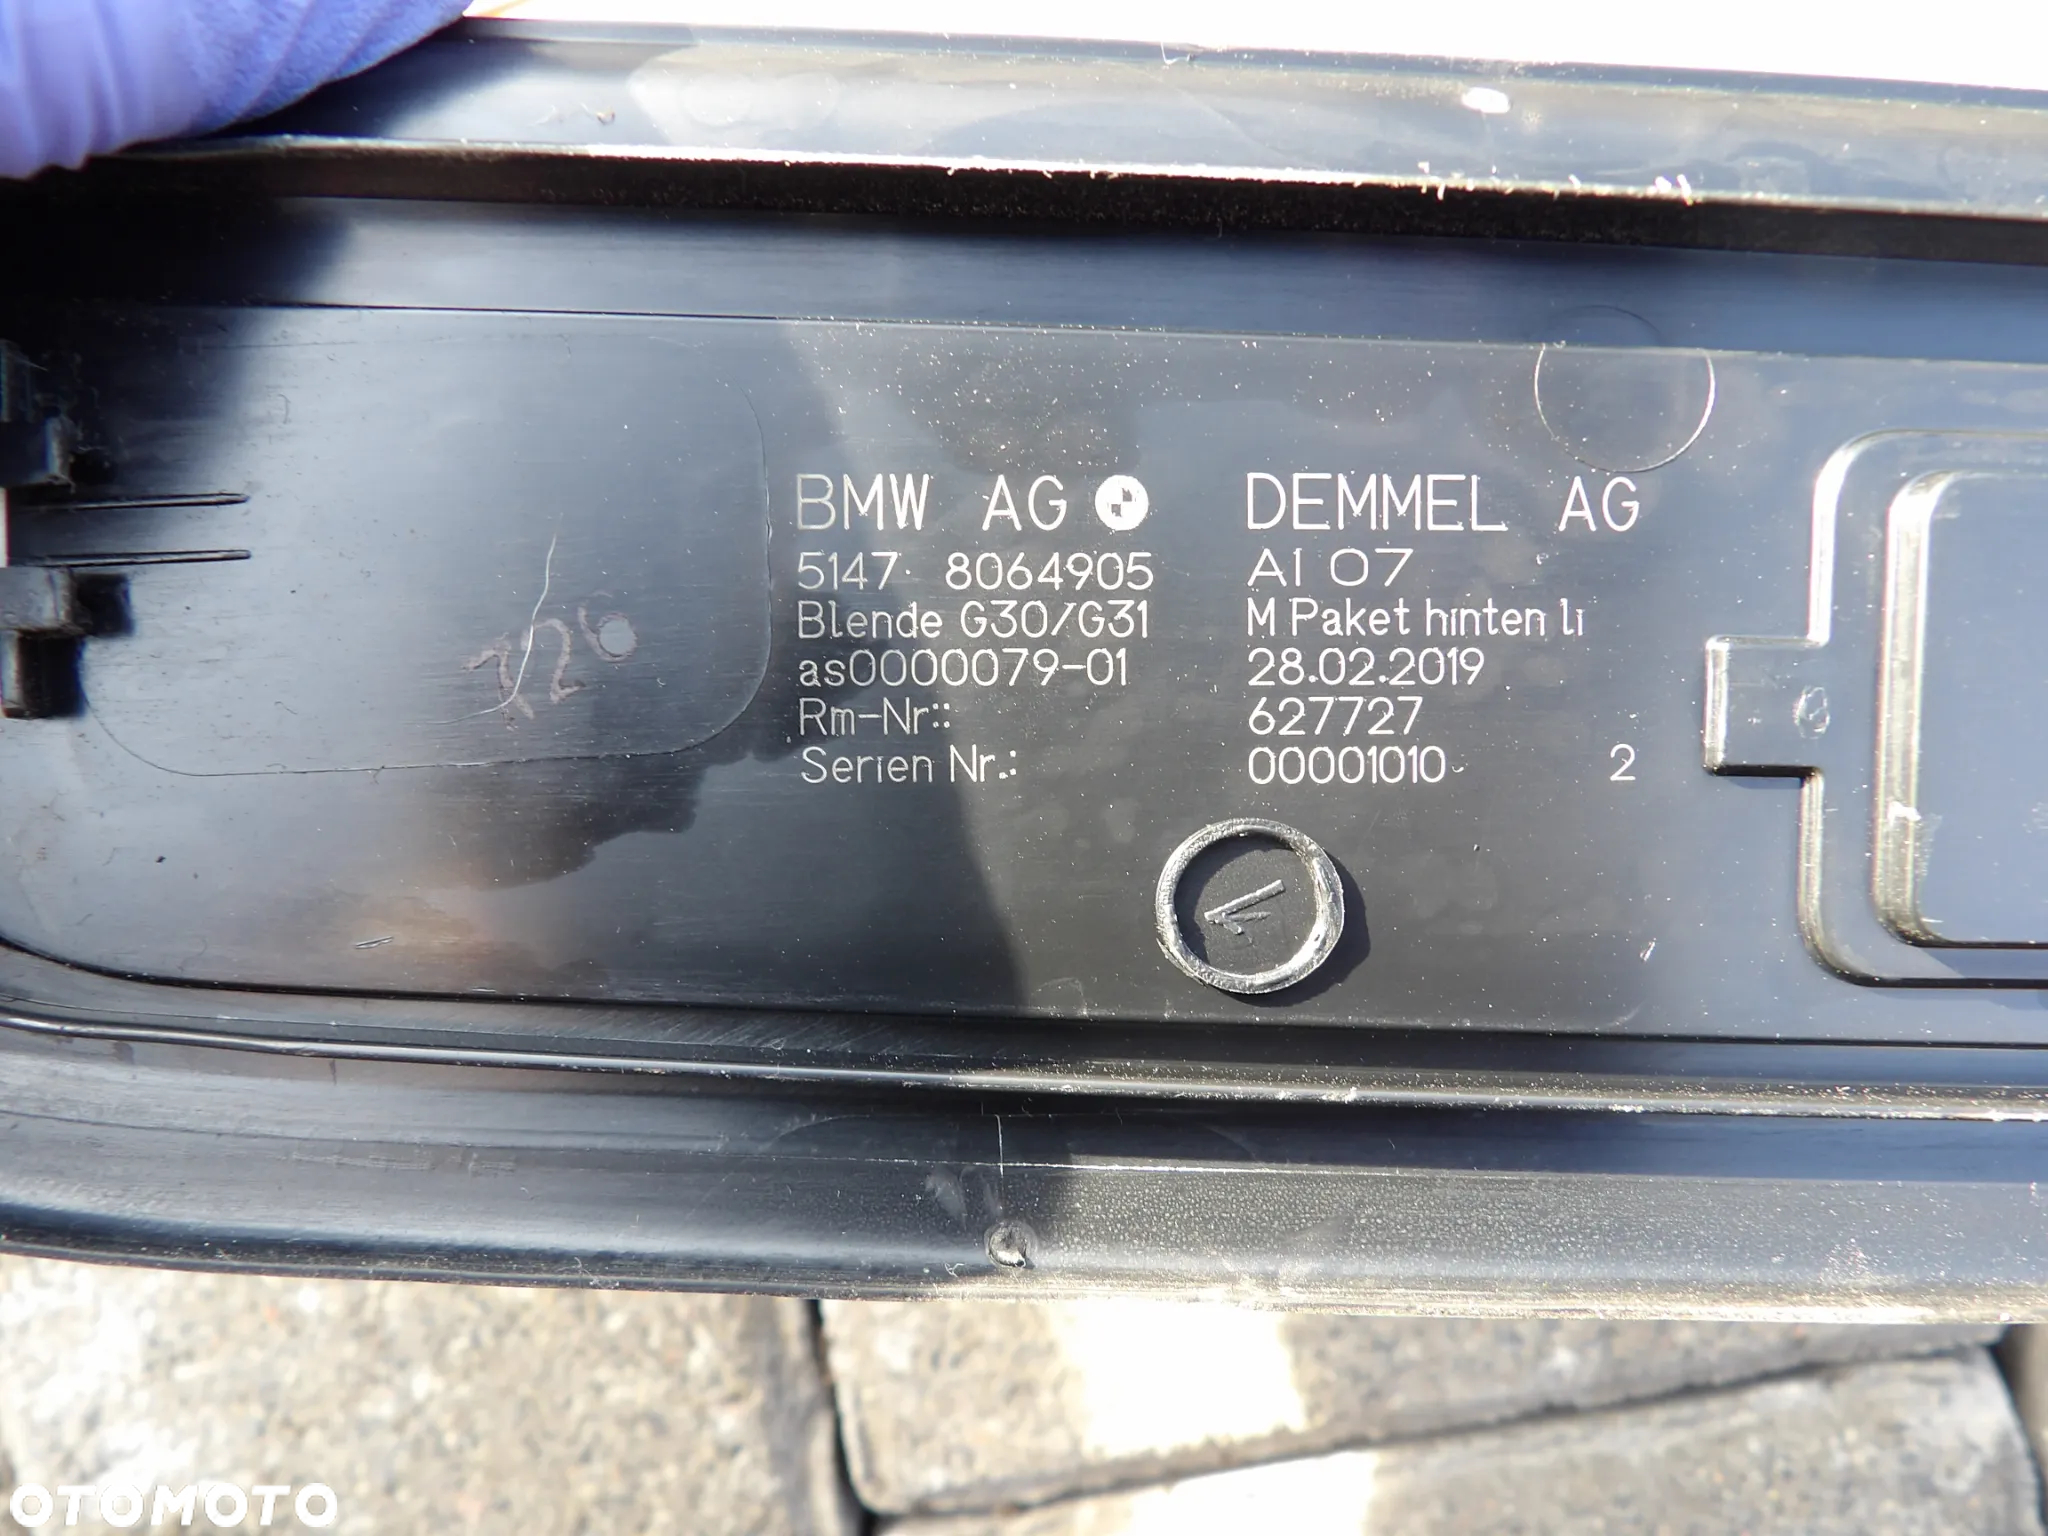 BMW AG DEMMEL AG
5147 8064905 AI 07
Blende G30/G31 M Paket hinten li
as0000079-01 28.02.2019
Rm-Nr:: 627727
Serien Nr.: 00001010 2
126
OTOMOTO